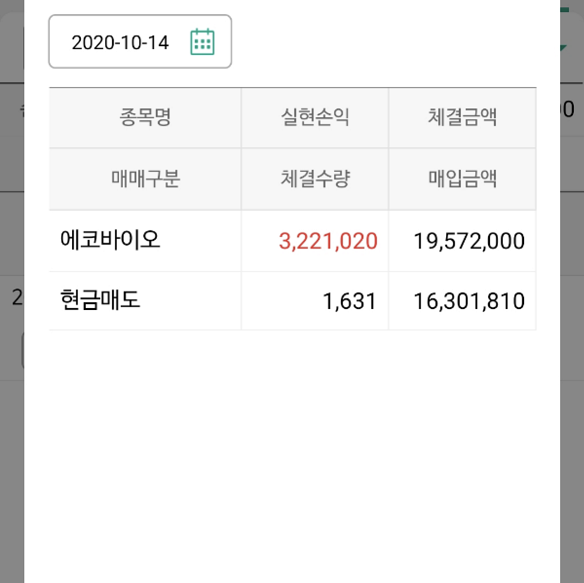 2020-10-14
종목명 실현손익 체결금액
매매구분 체결수량 매입금액
에코바이오 3,221,020 19,572,000
현금매도 1,631 16,301,810
2